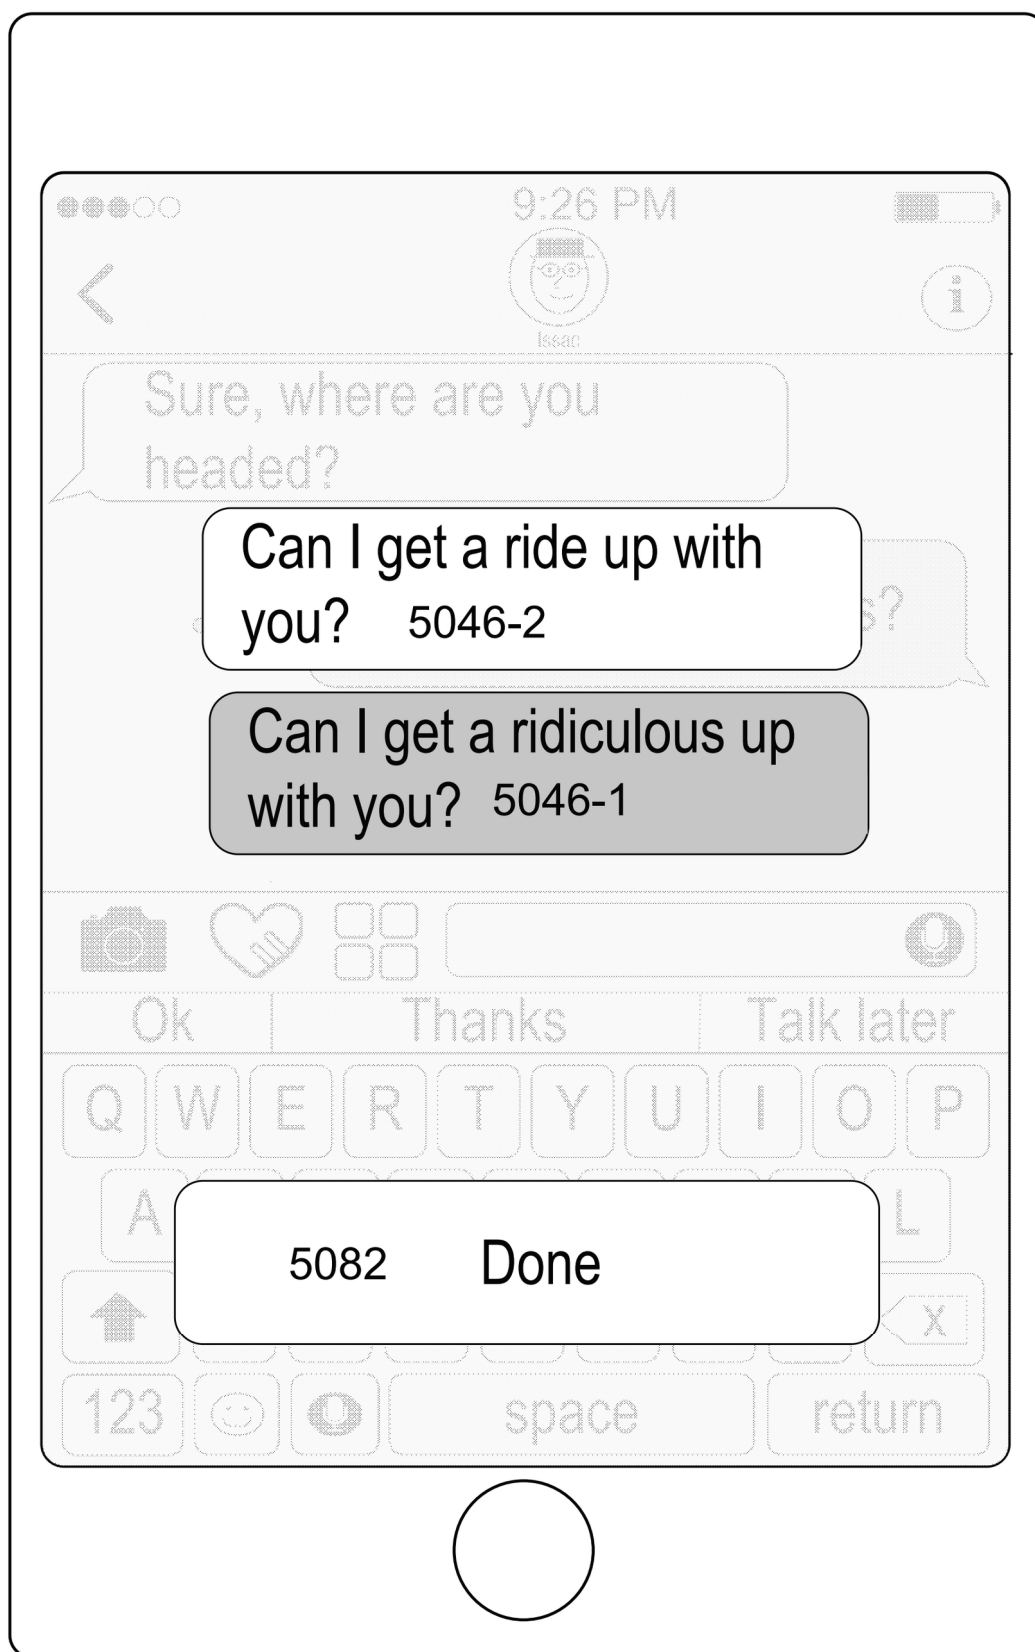 9:26 PM
Issac
Sure, where are you
headed?
Can I get a ride up with
you? 5046-2
s?
Can I get a ridiculous up
with you? 5046-1
Ok Thanks Talk later
Q W E R T Y U I O P
A L
5082 Done
X
123 space return